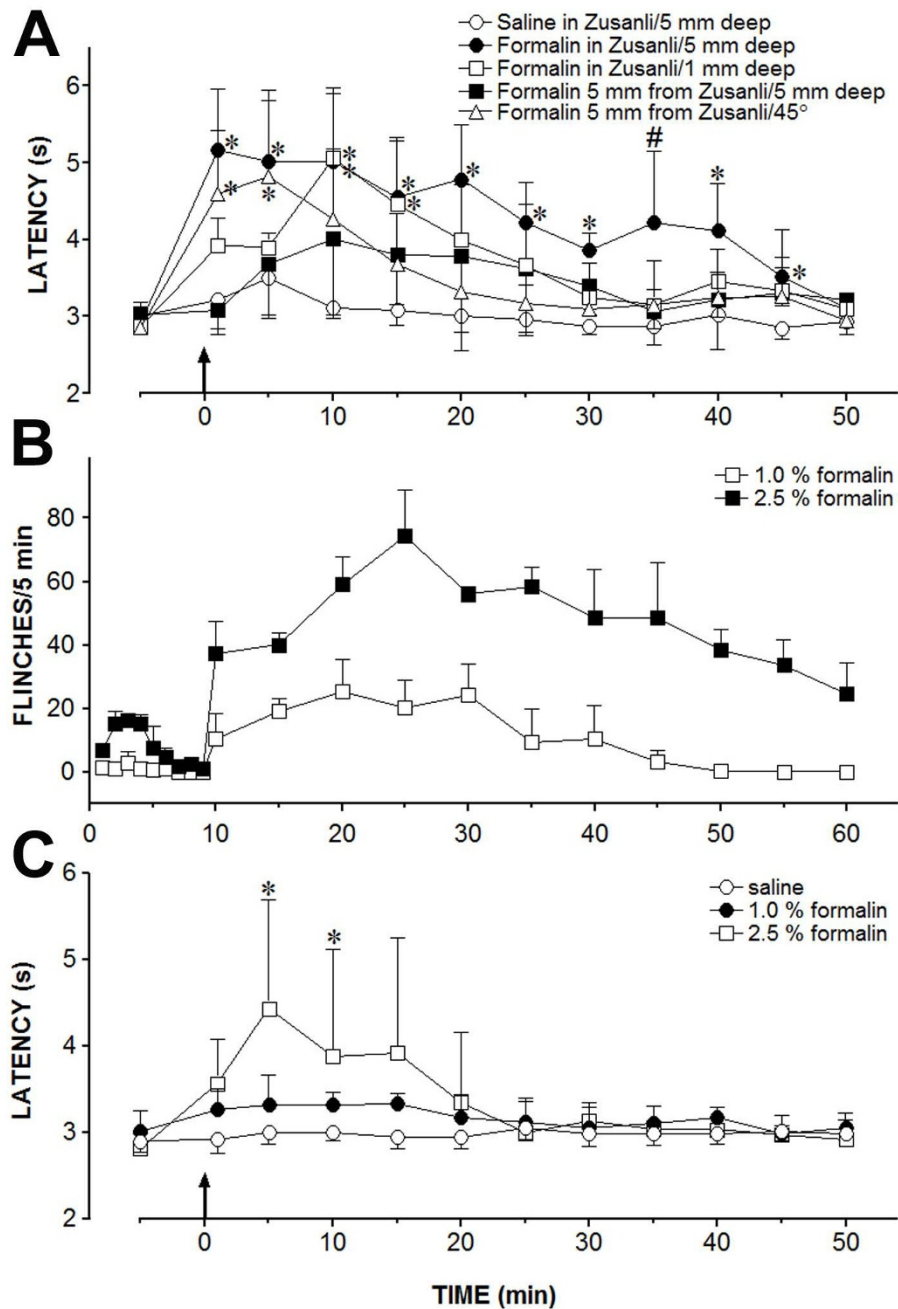 A
Saline in Zusanli/5 mm deep
Formalin in Zusanli/5 mm deep
Formalin in Zusanli/1 mm deep
Formalin 5 mm from Zusanli/5 mm deep
Formalin 5 mm from Zusanli/45°
LATENCY (s)
6
5
4
3
2
* * * * * * * * * * * # * *
0 10 20 30 40 50
B
1.0 % formalin
2.5 % formalin
FLINCHES/5 min
80
60
40
20
0
0 10 20 30 40 50 60
C
saline
1.0 % formalin
2.5 % formalin
LATENCY (s)
6
5
4
3
2
* *
0 10 20 30 40 50
TIME (min)